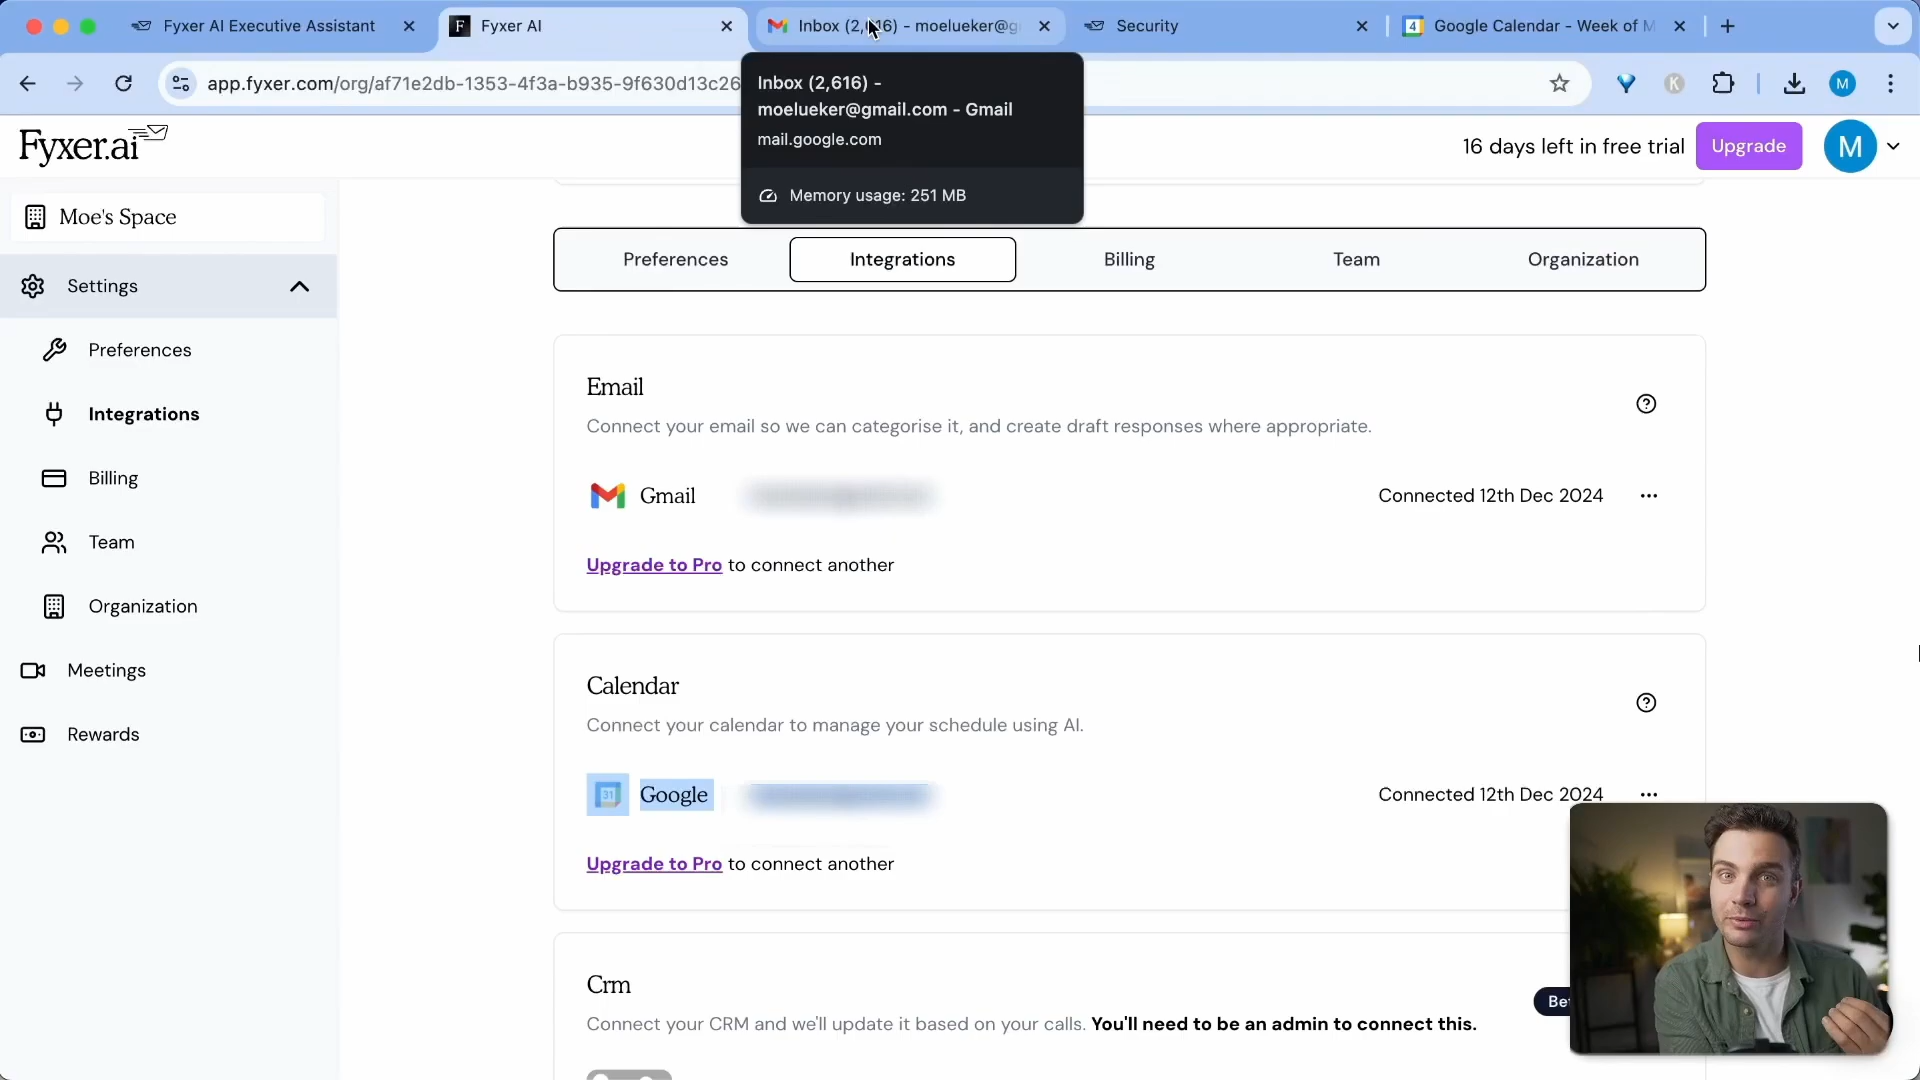 Fyxer AI Executive Assistant
Fyxer AI
Inbox (2,616) - moelueker@g
Security
Google Calendar - Week of M
app.fyxer.com/org/af71e2db-1353-4f3a-b935-9f630d13c26
K
M
Inbox (2,616) -
moelueker@gmail.com - Gmail
mail.google.com
Memory usage: 251 MB
Fyxer.ai
16 days left in free trial
Upgrade
M
Moe's Space
Settings
Preferences
Integrations
Billing
Team
Organization
Meetings
Rewards
Preferences
Integrations
Billing
Team
Organization
Email
Connect your email so we can categorise it, and create draft responses where appropriate.
Gmail
Connected 12th Dec 2024
Upgrade to Pro to connect another
Calendar
Connect your calendar to manage your schedule using AI.
31
Google
Connected 12th Dec 2024
Upgrade to Pro to connect another
Crm
Be
Connect your CRM and we'll update it based on your calls. You'll need to be an admin to connect this.